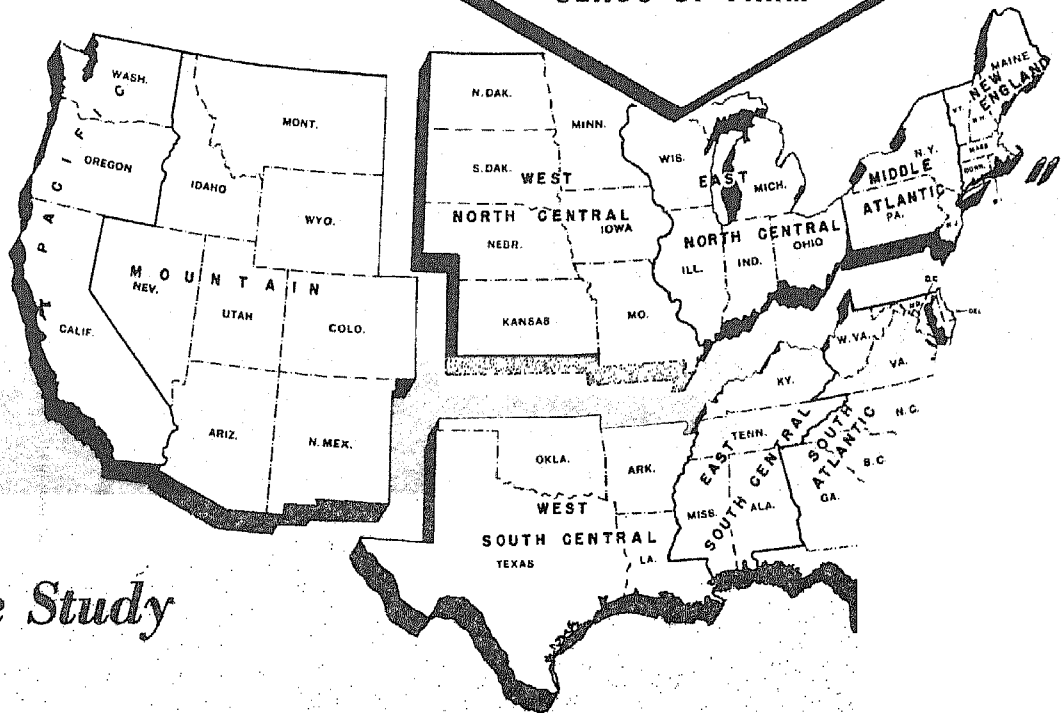 WASH.
OREGON
PACIFIC
CALIF.
MONT.
IDAHO
WYO.
MOUNTAIN
NEV.
UTAH
COLO.
ARIZ.
N. MEX.
N. DAK.
MINN.
S. DAK.
WEST
NORTH CENTRAL
NEBR.
IOWA
KANSAS
MO.
WIS.
EAST
MICH.
NORTH CENTRAL
ILL.
IND.
OHIO
MAINE
NEW
ENGLAND
VT.
N.H.
MASS
CONN.
N.Y.
MIDDLE
ATLANTIC
PA.
N.J.
D.C.
MD.
DEL
W.VA.
VA.
KY.
TENN.
N.C.
SOUTH
ATLANTIC
S.C.
GA.
EAST
SOUTH CENTRAL
MISS.
ALA.
OKLA.
ARK.
WEST
SOUTH CENTRAL
TEXAS
LA.
Study